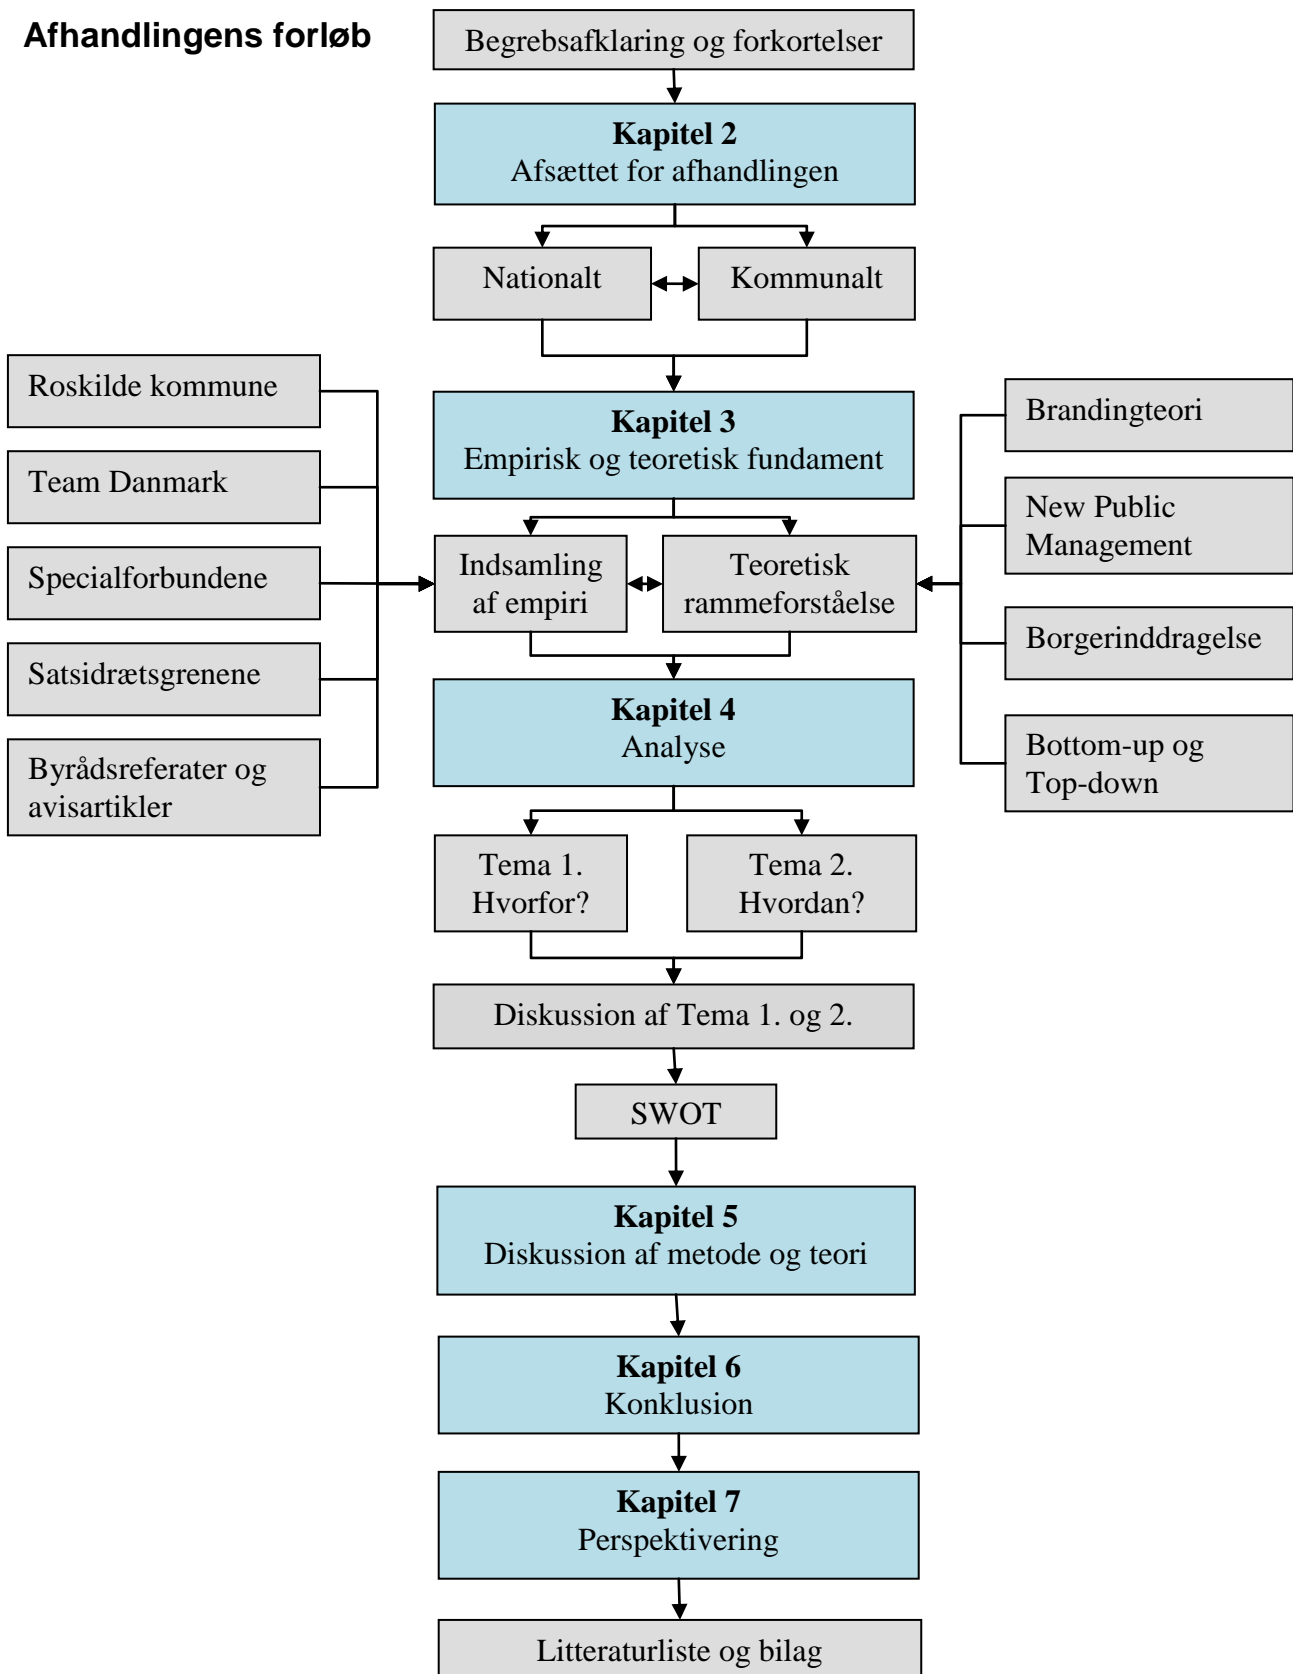 Afhandlingens forløb
Begrebsafklaring og forkortelser
Kapitel 2
Afsættet for afhandlingen
Nationalt
Kommunalt
Roskilde kommune
Team Danmark
Specialforbundene
Satsidrætsgrenene
Byrådsreferater og
avisartikler
Kapitel 3
Empirisk og teoretisk fundament
Indsamling
af empiri
Teoretisk
rammeforståelse
Brandingteori
New Public
Management
Borgerinddragelse
Bottom-up og
Top-down
Kapitel 4
Analyse
Tema 1.
Hvorfor?
Tema 2.
Hvordan?
Diskussion af Tema 1. og 2.
SWOT
Kapitel 5
Diskussion af metode og teori
Kapitel 6
Konklusion
Kapitel 7
Perspektivering
Litteraturliste og bilag